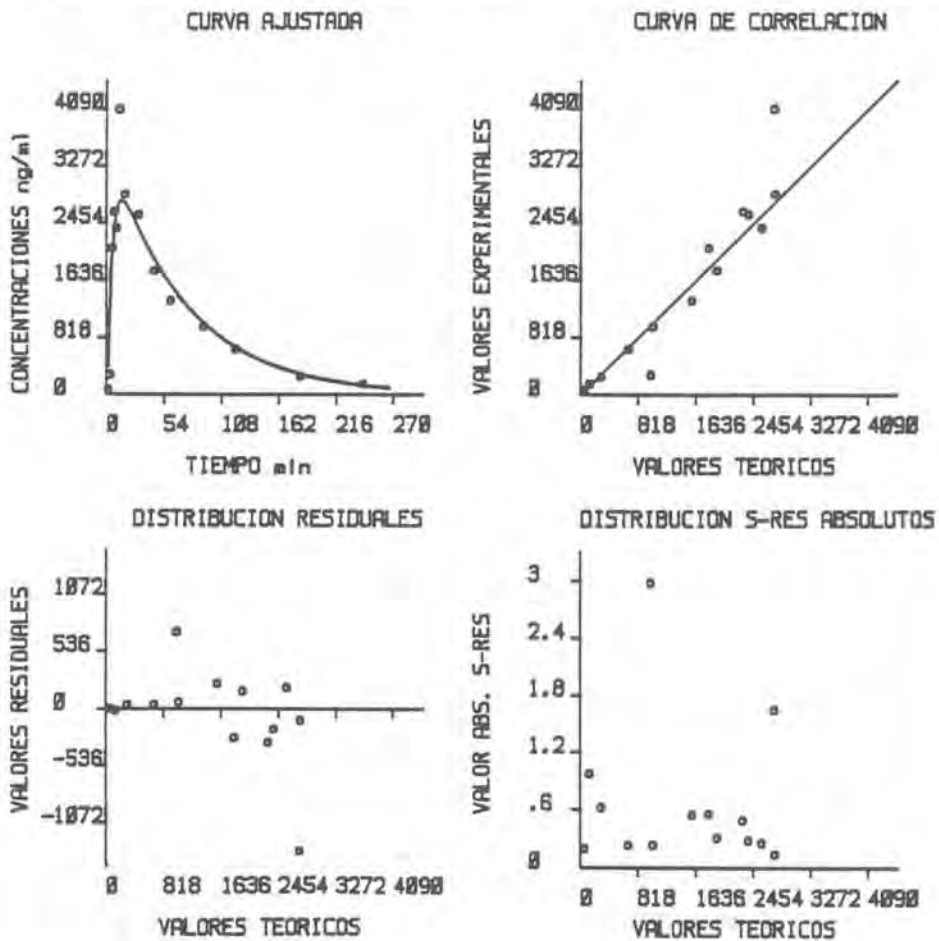 CURVA AJUSTADA
CONCENTRACIONES ng/ml
4090
3272
2454
1636
818
0
0 54 108 162 216 270
TIEMPO min
CURVA DE CORRELACION
VALORES EXPERIMENTALES
4090
3272
2454
1636
818
0
0 818 1636 2454 3272 4090
VALORES TEORICOS
DISTRIBUCION RESIDUALES
VALORES RESIDUALES
1072
536
0
-536
-1072
0 818 1636 2454 3272 4090
VALORES TEORICOS
DISTRIBUCION S-RES ABSOLUTOS
VALOR ABS. S-RES
3
2.4
1.8
1.2
.6
0
0 818 1636 2454 3272 4090
VALORES TEORICOS